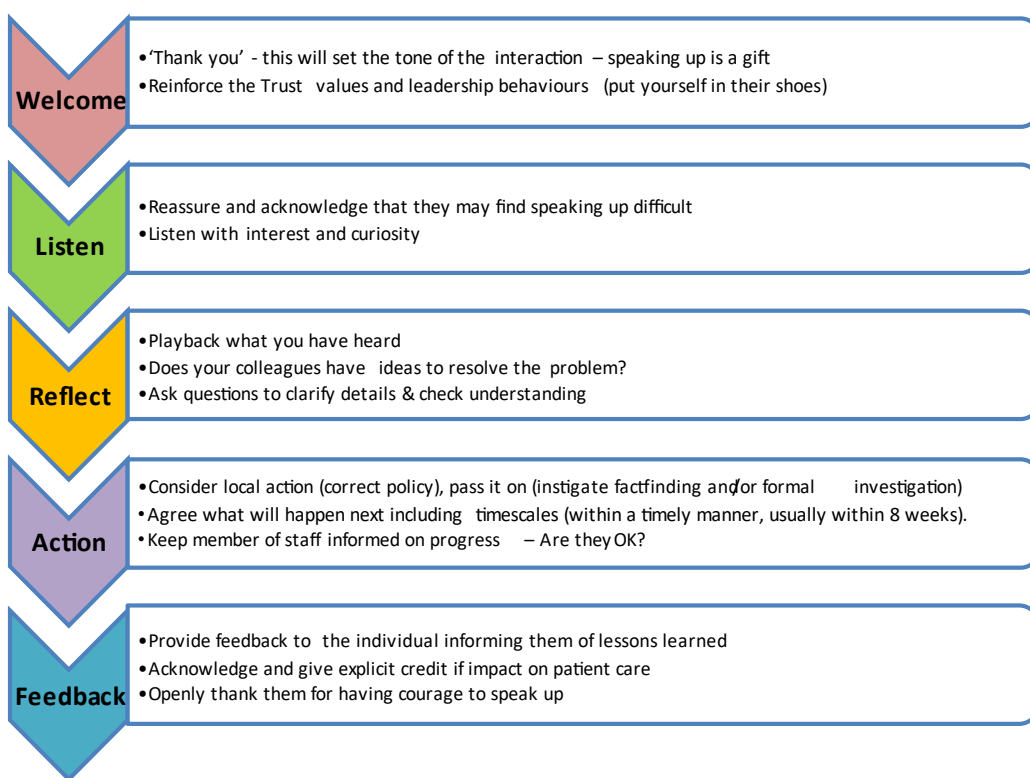 Welcome
•‘Thank you’ - this will set the tone of the interaction – speaking up is a gift
•Reinforce the Trust values and leadership behaviours (put yourself in their shoes)
Listen
•Reassure and acknowledge that they may find speaking up difficult
•Listen with interest and curiosity
Reflect
•Playback what you have heard
•Does your colleagues have ideas to resolve the problem?
•Ask questions to clarify details & check understanding
Action
•Consider local action (correct policy), pass it on (instigate factfinding and/or formal investigation)
•Agree what will happen next including timescales (within a timely manner, usually within 8 weeks).
•Keep member of staff informed on progress – Are they OK?
Feedback
•Provide feedback to the individual informing them of lessons learned
•Acknowledge and give explicit credit if impact on patient care
•Openly thank them for having courage to speak up